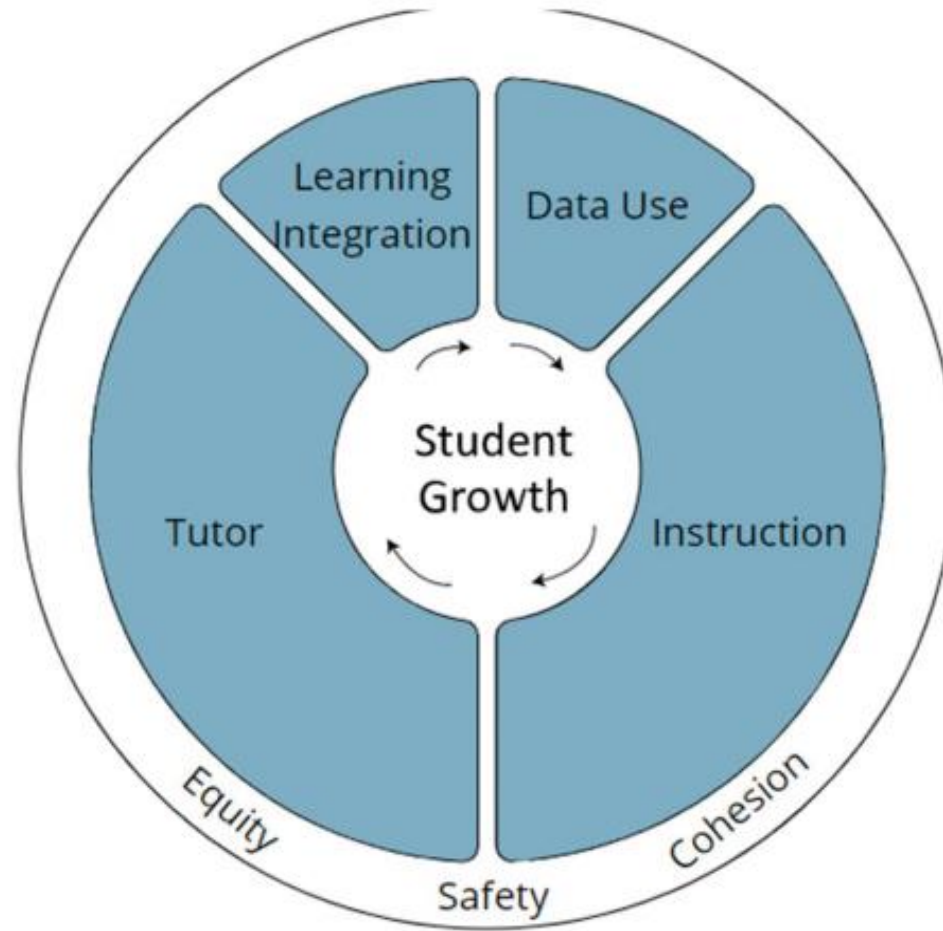 Learning
Integration
Data Use
Student
Growth
Tutor
Instruction
Equity
Safety
Cohesion